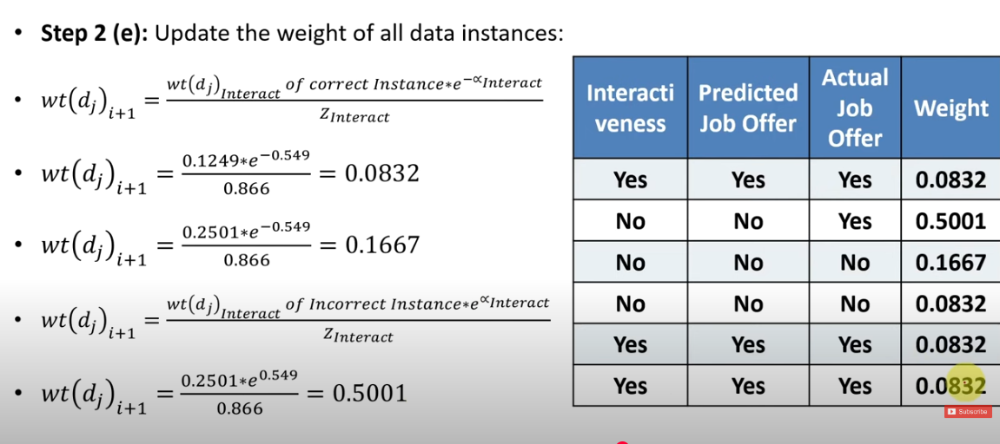 • Step 2 (e): Update the weight of all data instances:
• wt(d_j)_{i+1} = \frac{wt(d_j)_{Interact} of correct Instance*e^{-∝Interact}}{Z_{Interact}}
• wt(d_j)_{i+1} = \frac{0.1249*e^{-0.549}}{0.866} = 0.0832
• wt(d_j)_{i+1} = \frac{0.2501*e^{-0.549}}{0.866} = 0.1667
• wt(d_j)_{i+1} = \frac{wt(d_j)_{Interact} of Incorrect Instance*e^{∝Interact}}{Z_{Interact}}
• wt(d_j)_{i+1} = \frac{0.2501*e^{0.549}}{0.866} = 0.5001
Interacti veness | Predicted Job Offer | Actual Job Offer | Weight
Yes | Yes | Yes | 0.0832
No | No | Yes | 0.5001
No | No | No | 0.1667
No | No | No | 0.0832
Yes | Yes | Yes | 0.0832
Yes | Yes | Yes | 0.0832
Subscribe